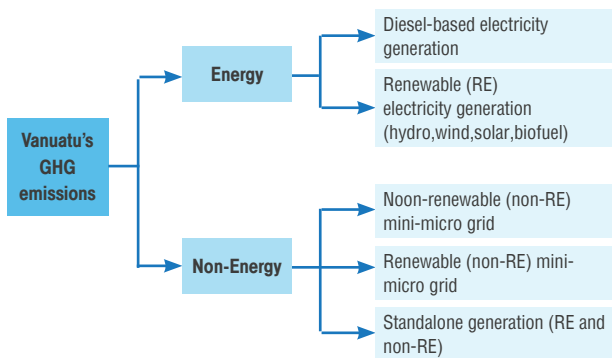 Vanuatu's
GHG
emissions
Energy
Diesel-based electricity
generation
Renewable (RE)
electricity generation
(hydro,wind,solar,biofuel)
Non-Energy
Noon-renewable (non-RE)
mini-micro grid
Renewable (non-RE) mini-
micro grid
Standalone generation (RE and
non-RE)